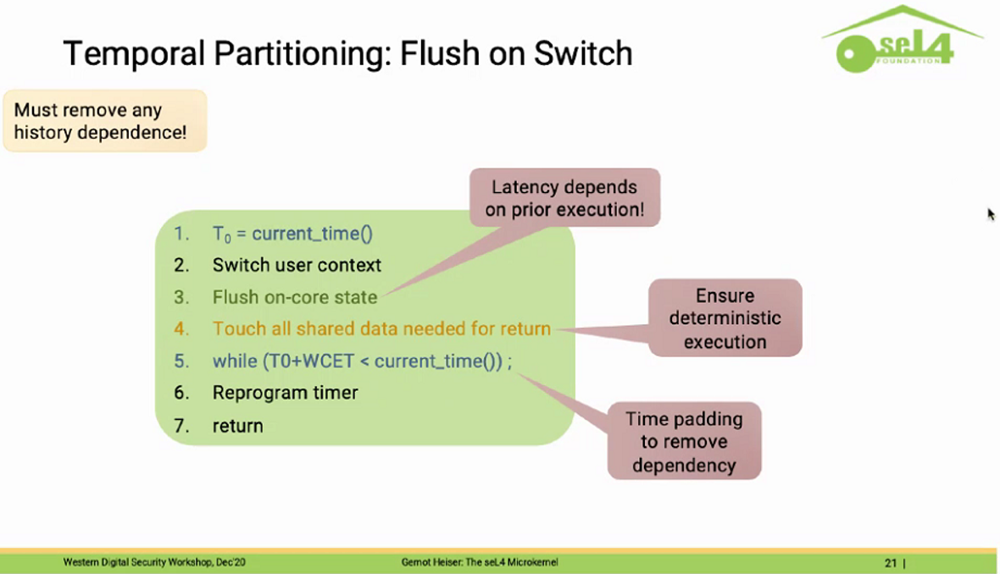 Temporal Partitioning: Flush on Switch
seL4
FOUNDATION
Must remove any
history dependence!
Latency depends
on prior execution!
1. T0 = current_time()
2. Switch user context
3. Flush on-core state
4. Touch all shared data needed for return
5. while (T0+WCET < current_time()) ;
6. Reprogram timer
7. return
Ensure
deterministic
execution
Time padding
to remove
dependency
Western Digital Security Workshop, Dec'20
Gernot Heiser: The seL4 Microkernel
21 |